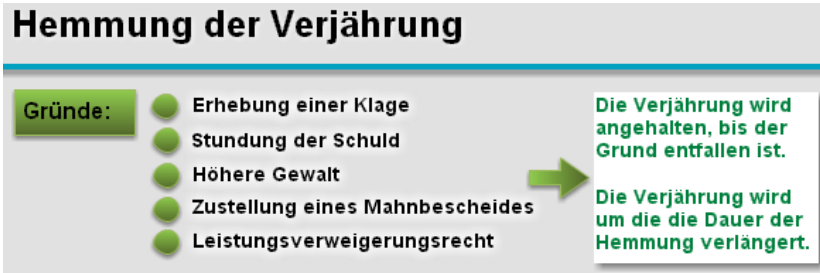 Hemmung der Verjährung
Gründe:
Erhebung einer Klage
Stundung der Schuld
Höhere Gewalt
Zustellung eines Mahnbescheides
Leistungsverweigerungsrecht
Die Verjährung wird
angehalten, bis der
Grund entfallen ist.
Die Verjährung wird
um die die Dauer der
Hemmung verlängert.